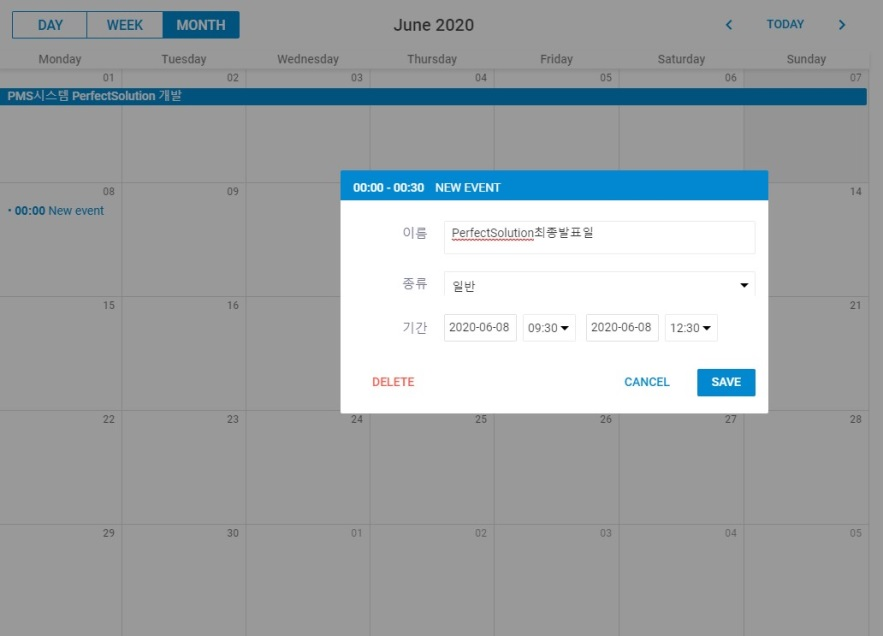 DAY WEEK MONTH June 2020 < TODAY >
Monday Tuesday Wednesday Thursday Friday Saturday Sunday
01 02 03 04 05 06 07
PMS시스템 PerfectSolution 개발
08 09 14
• 00:00 New event
00:00 - 00:30 NEW EVENT
이름 PerfectSolution최종발표일
종류 일반
기간 2020-06-08 09:30 2020-06-08 12:30
DELETE CANCEL SAVE
15 16 21
22 23 24 25 26 27 28
29 30 01 02 03 04 05